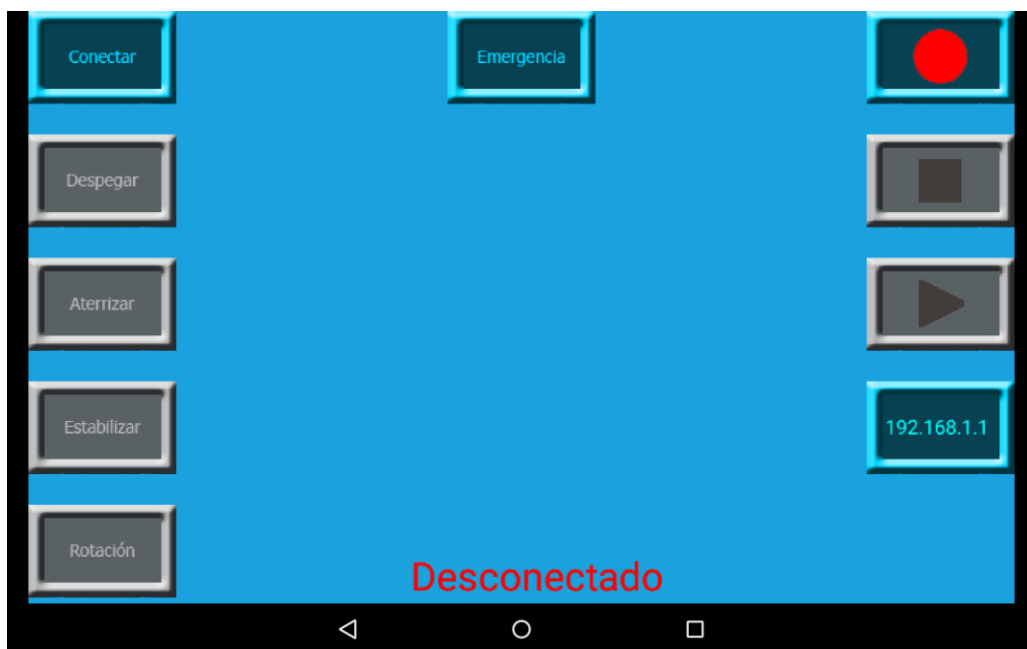 Conectar
Emergencia
Despegar
Aterrizar
Estabilizar
192.168.1.1
Rotación
Desconectado